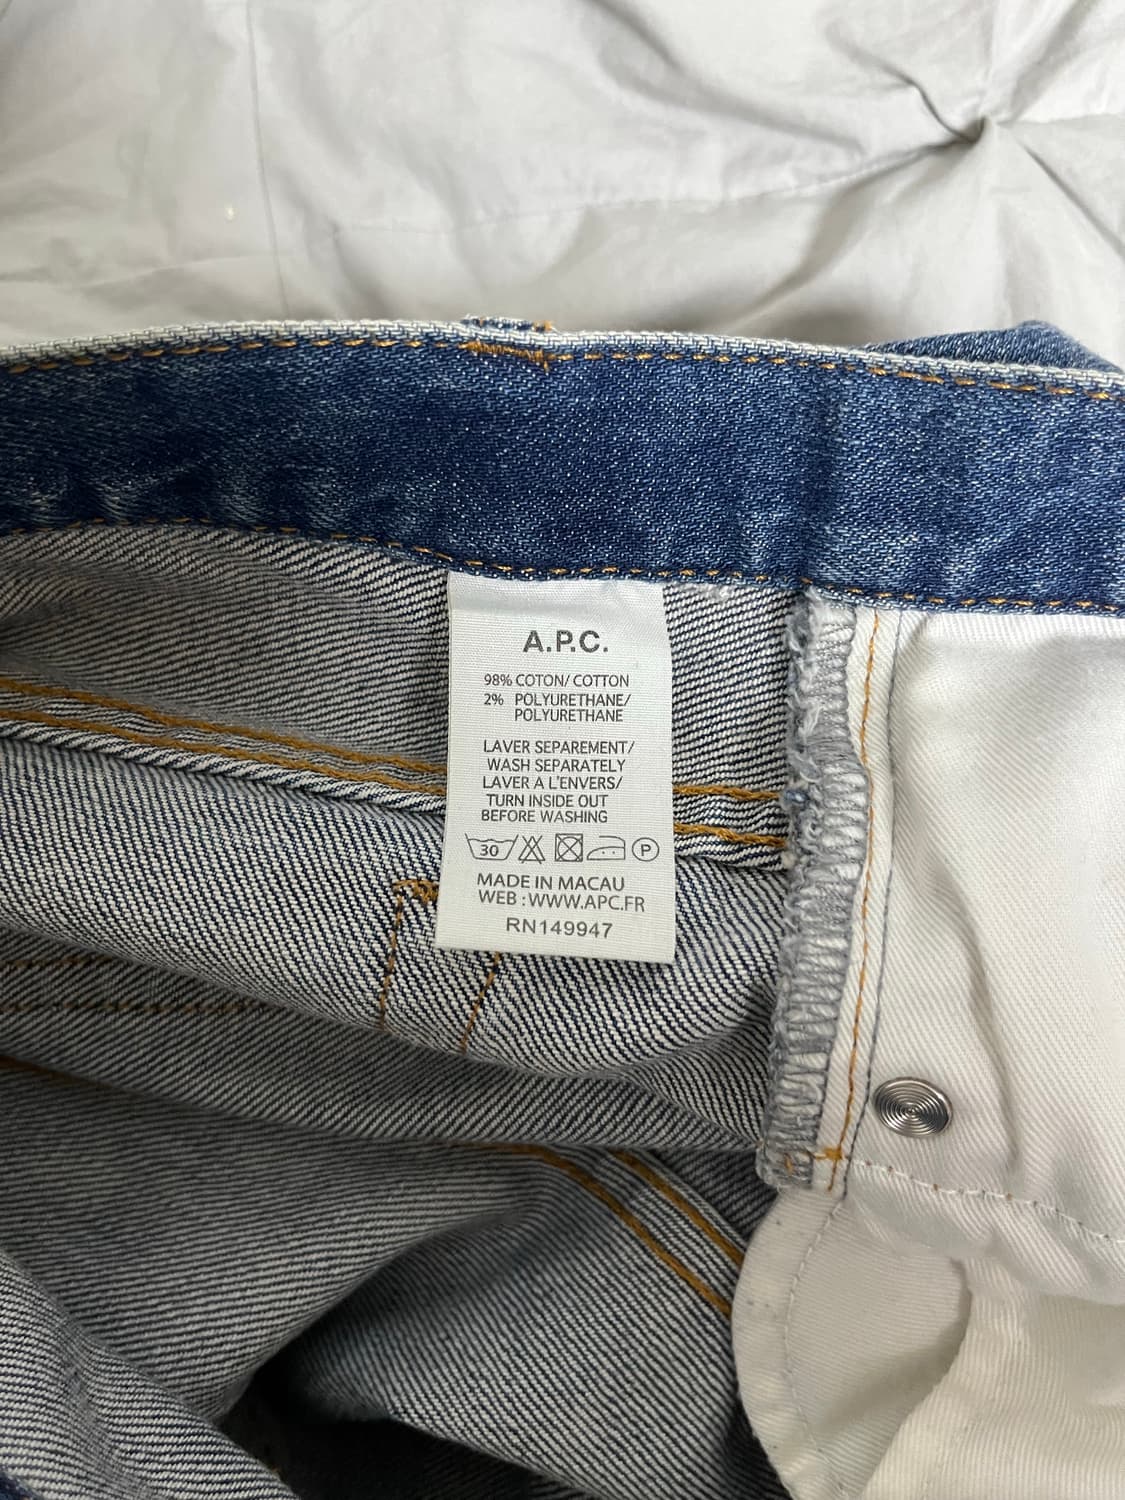 A.P.C.
98% COTON/ COTTON
2% POLYURETHANE/
POLYURETHANE
LAVER SEPAREMENT/
WASH SEPARATELY
LAVER A L'ENVERS/
TURN INSIDE OUT
BEFORE WASHING
30 P
MADE IN MACAU
WEB : WWW.APC.FR
RN149947